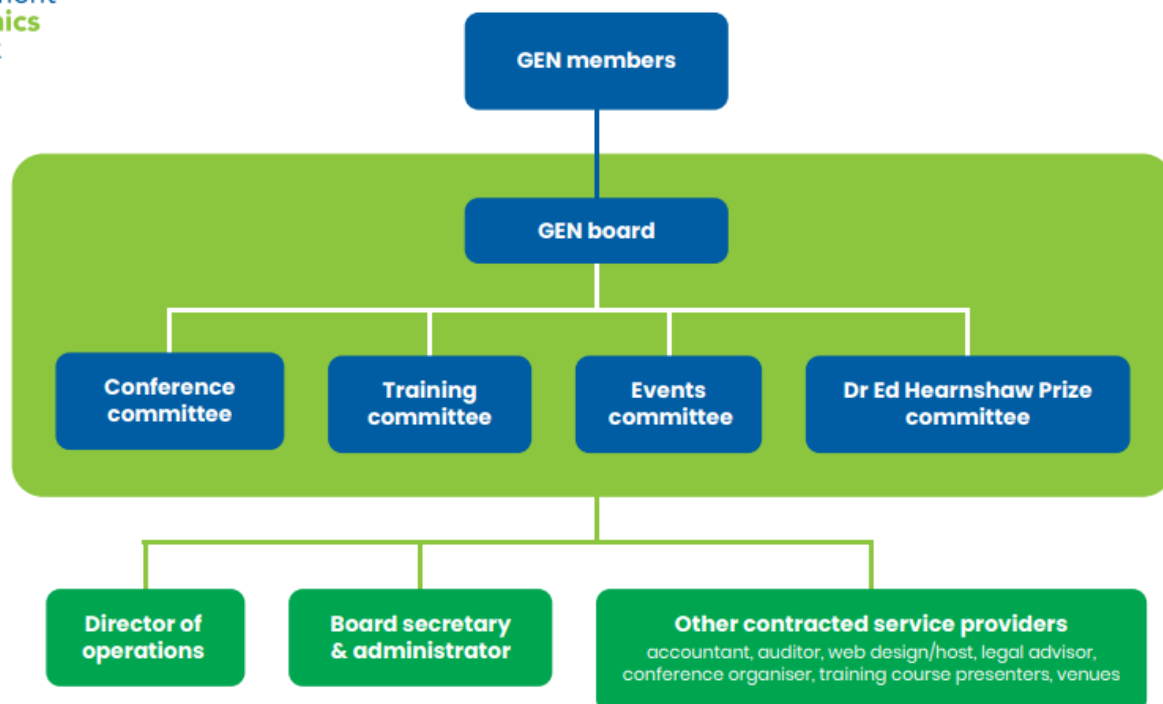 nics
GEN members
GEN board
Conference
committee
Training
committee
Events
committee
Dr Ed Hearnshaw Prize
committee
Director of
operations
Board secretary
& administrator
Other contracted service providers
accountant, auditor, web design/host, legal advisor,
conference organiser, training course presenters, venues